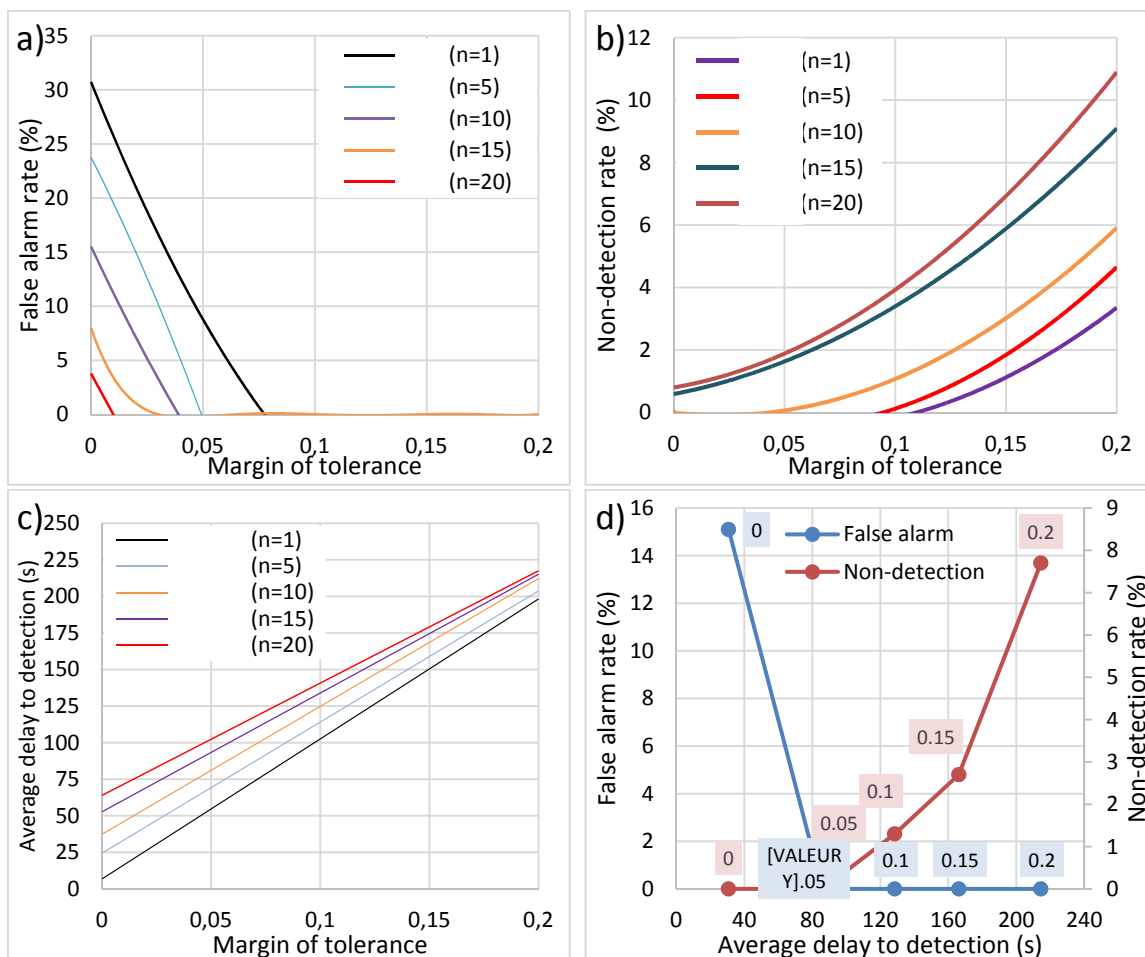 a)
35
30
25
20
15
10
5
0
False alarm rate (%)
(n=1)
(n=5)
(n=10)
(n=15)
(n=20)
0
0,05
0,1
0,15
0,2
Margin of tolerance
b)
12
10
8
6
4
2
0
Non-detection rate (%)
(n=1)
(n=5)
(n=10)
(n=15)
(n=20)
0
0,05
0,1
0,15
0,2
Margin of tolerance
c)
250
225
200
175
150
125
100
75
50
25
0
Average delay to detection (s)
(n=1)
(n=5)
(n=10)
(n=15)
(n=20)
0
0,05
0,1
0,15
0,2
Margin of tolerance
d)
16
14
12
10
8
6
4
2
0
False alarm rate (%)
False alarm
Non-detection
0
0.2
0.15
0.1
0.05
0
[VALEUR
Y].05
0.1
0.15
0.2
9
8
7
6
5
4
3
2
1
0
Non-detection rate (%)
0
40
80
120
160
200
240
Average delay to detection (s)